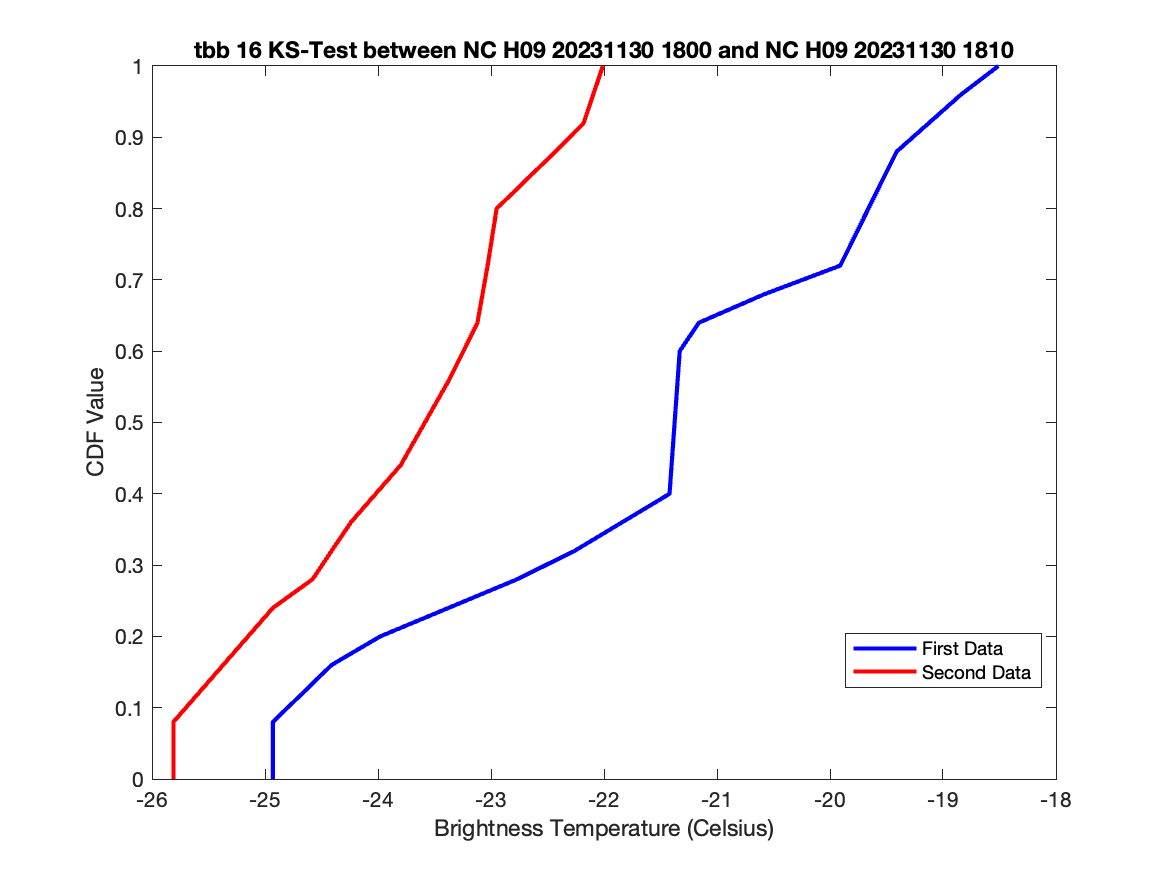 tbb 16 KS-Test between NC H09 20231130 1800 and NC H09 20231130 1810
1
0.9
0.8
0.7
0.6
0.5
0.4
0.3
0.2
0.1
0
CDF Value
First Data
Second Data
-26 -25 -24 -23 -22 -21 -20 -19 -18
Brightness Temperature (Celsius)